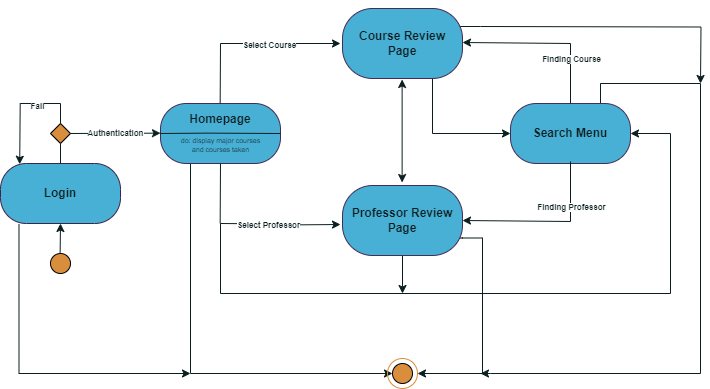 Course Review
Page
Select Course
Finding Course
Fail
Authentication
Homepage
do: display major courses
and courses taken
Search Menu
Login
Select Professor
Professor Review
Page
Finding Professor